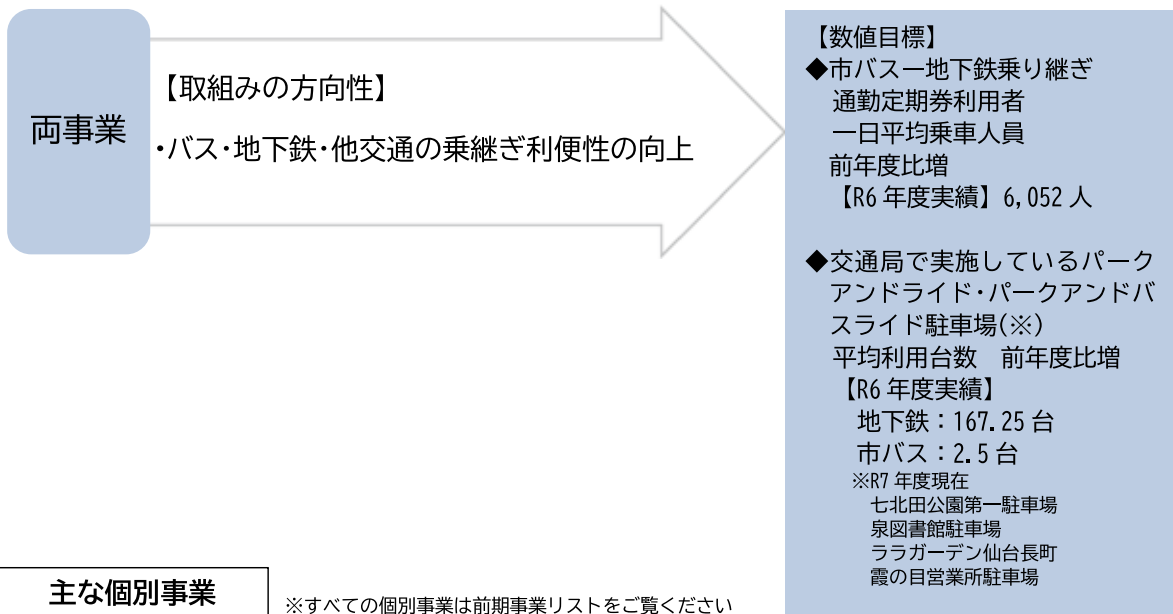 両事業
【取組みの方向性】
・バス・地下鉄・他交通の乗継ぎ利便性の向上
【数値目標】
◆市バスー地下鉄乗り継ぎ
通勤定期券利用者
一日平均乗車人員
前年度比増
【R6 年度実績】6,052 人
◆交通局で実施しているパーク
アンドライド・パークアンドバ
スライド駐車場(※)
平均利用台数　前年度比増
【R6 年度実績】
地下鉄：167.25 台
市バス：2.5 台
※R7 年度現在
七北田公園第一駐車場
泉図書館駐車場
ララガーデン仙台長町
霞の目営業所駐車場
主な個別事業
※すべての個別事業は前期事業リストをご覧ください